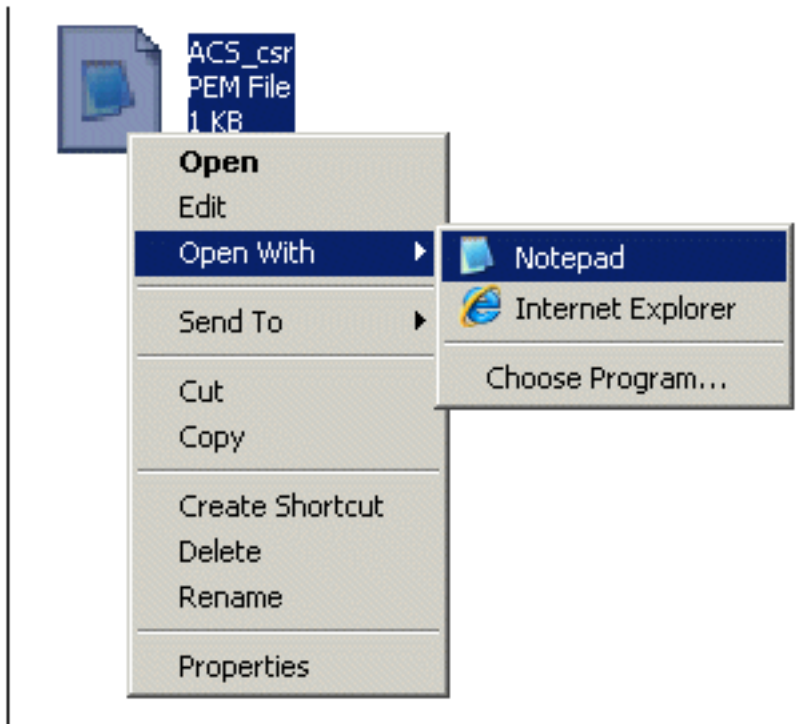 ACS_csr
PEM File
1 KB
Open
Edit
Open With
Notepad
Internet Explorer
Choose Program...
Send To
Cut
Copy
Create Shortcut
Delete
Rename
Properties